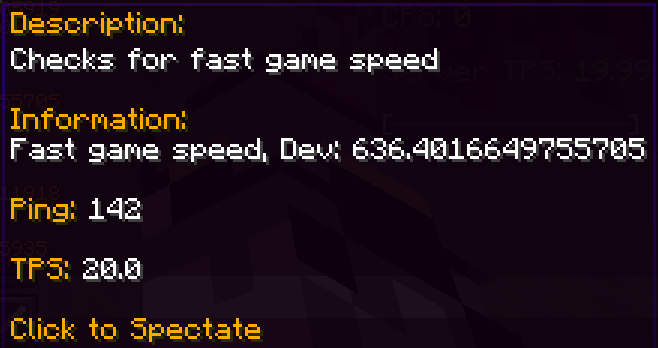 Description:
Checks for fast game speed
Information:
Fast game speed, Dev: 636.4016649755705
Ping: 142
TPS: 20.0
Click to Spectate